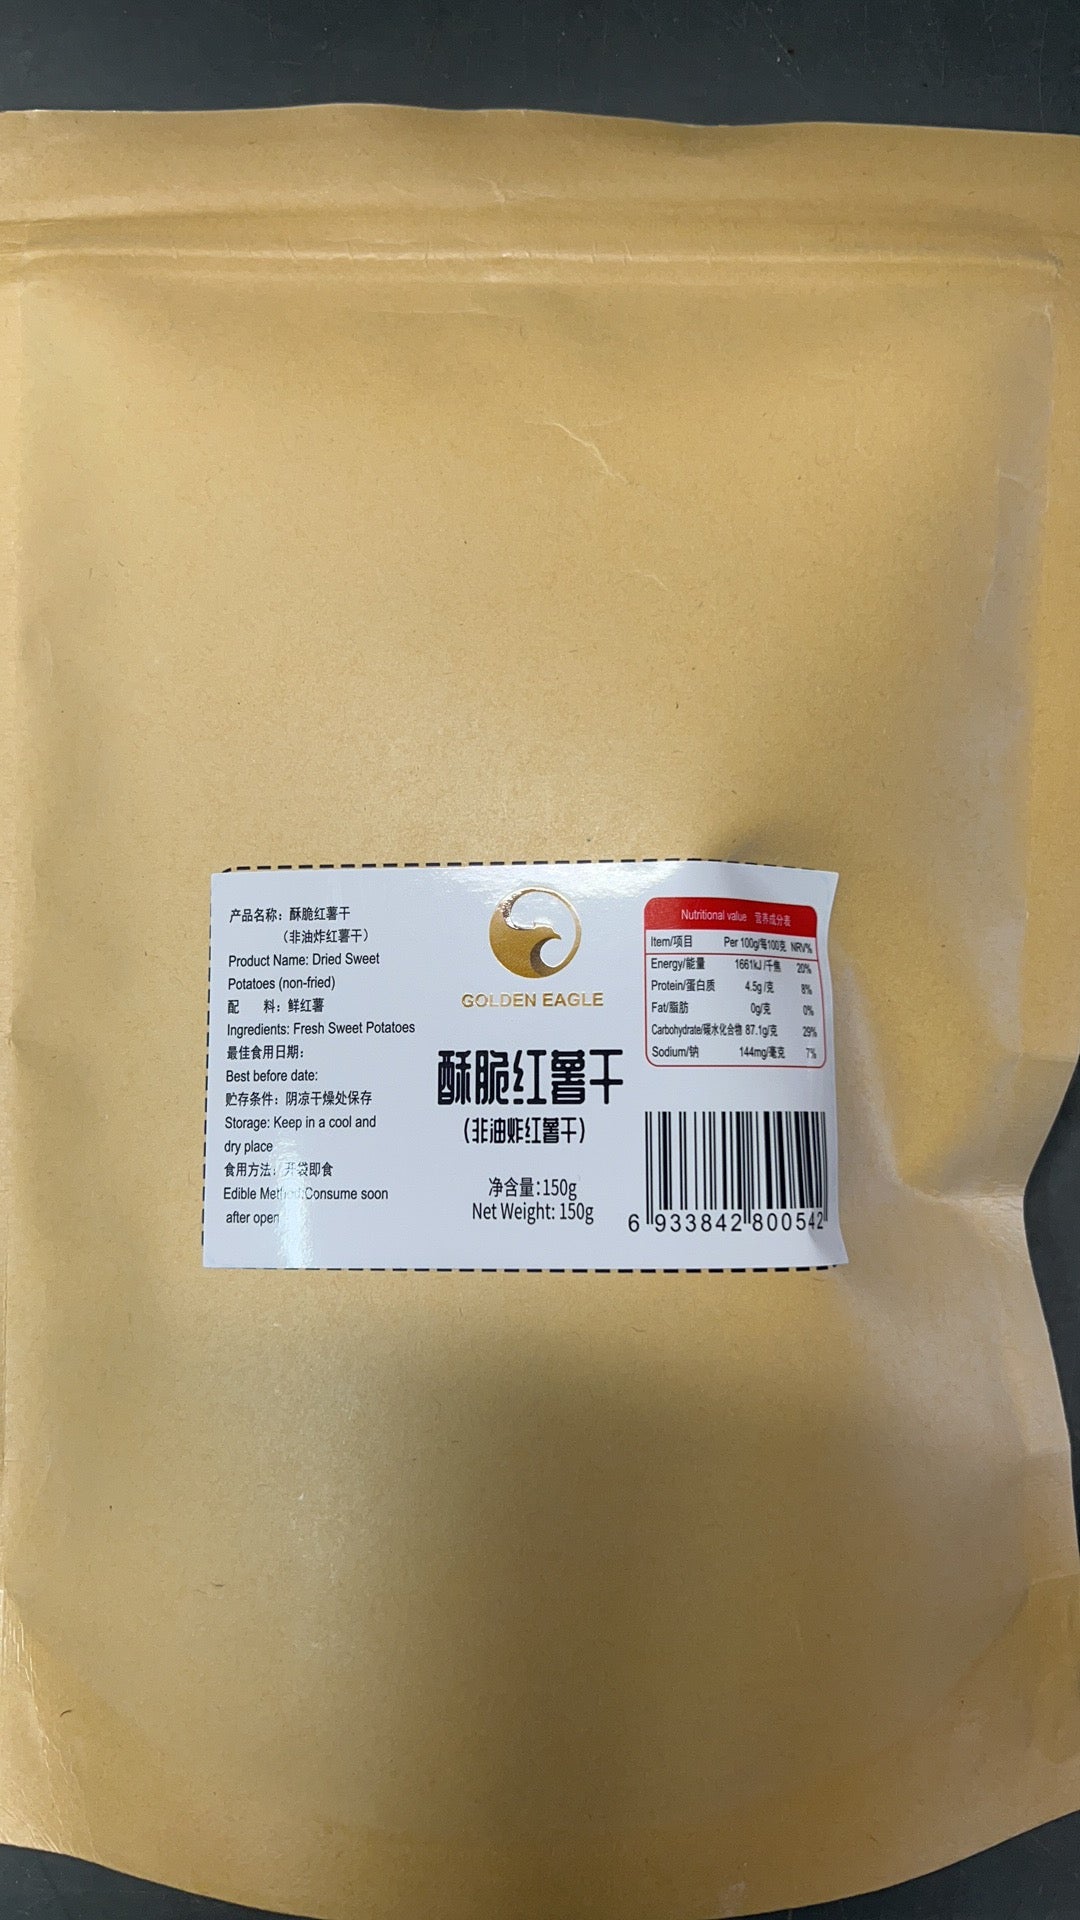 产品名称：酥脆红薯干
（非油炸红薯干）
Product Name: Dried Sweet
Potatoes (non-fried)
配 料：鲜红薯
Ingredients: Fresh Sweet Potatoes
最佳食用日期：
Best before date:
贮存条件：阴凉干燥处保存
Storage: Keep in a cool and
dry place
食用方法：开袋即食
Edible Method:Consume soon
after open
GOLDEN EAGLE
酥脆红薯干
(非油炸红薯干)
净含量:150g
Net Weight: 150g
Nutritional value 营养成分表
Item/项目 Per 100g/每100克 NRV%
Energy/能量 1661kJ/千焦 20%
Protein/蛋白质 4.5g/克 8%
Fat/脂肪 0g/克 0%
Carbohydrate/碳水化合物 87.1g/克 29%
Sodium/钠 144mg/毫克 7%
6 933842 800542